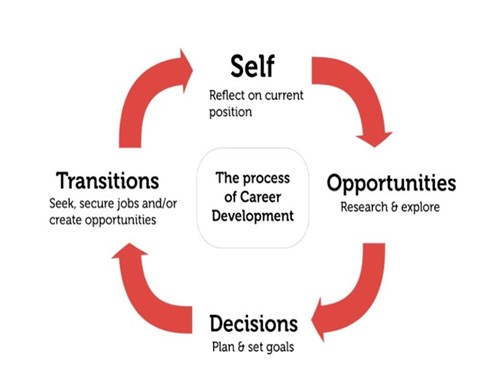 Self
Reflect on current
position
Transitions
Seek, secure jobs and/or
create opportunities
The process
of Career
Development
Opportunities
Research & explore
Decisions
Plan & set goals